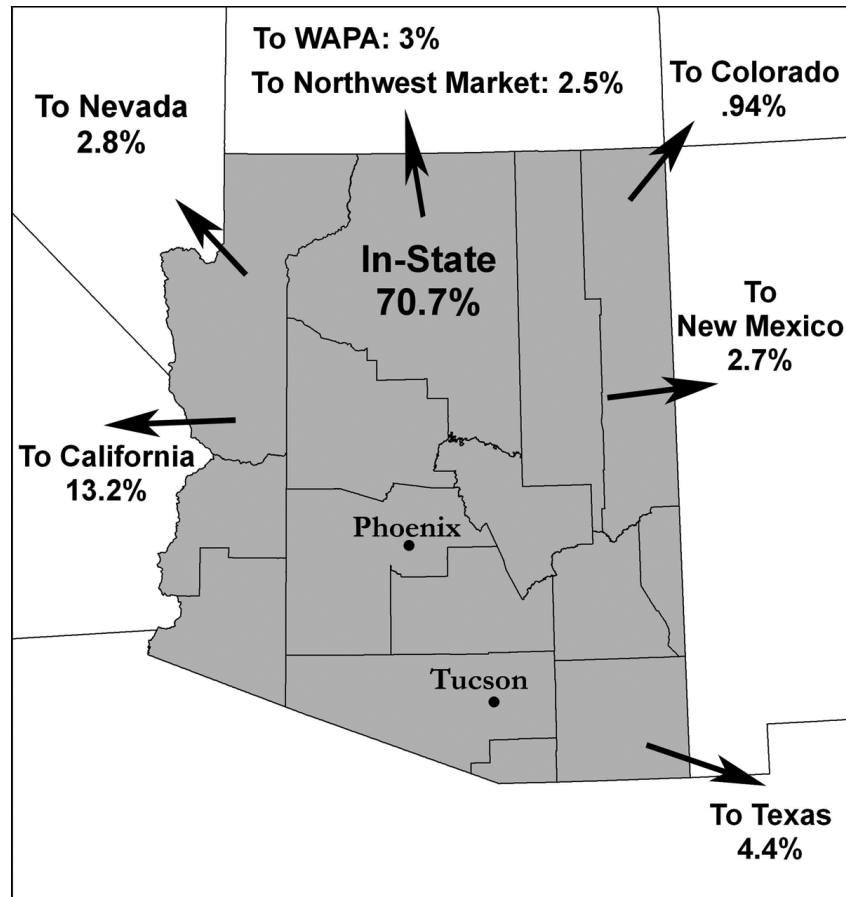 To WAPA: 3%
To Northwest Market: 2.5%
To Colorado
.94%
To Nevada
2.8%
In-State
70.7%
To
New Mexico
2.7%
To California
13.2%
Phoenix
Tucson
To Texas
4.4%